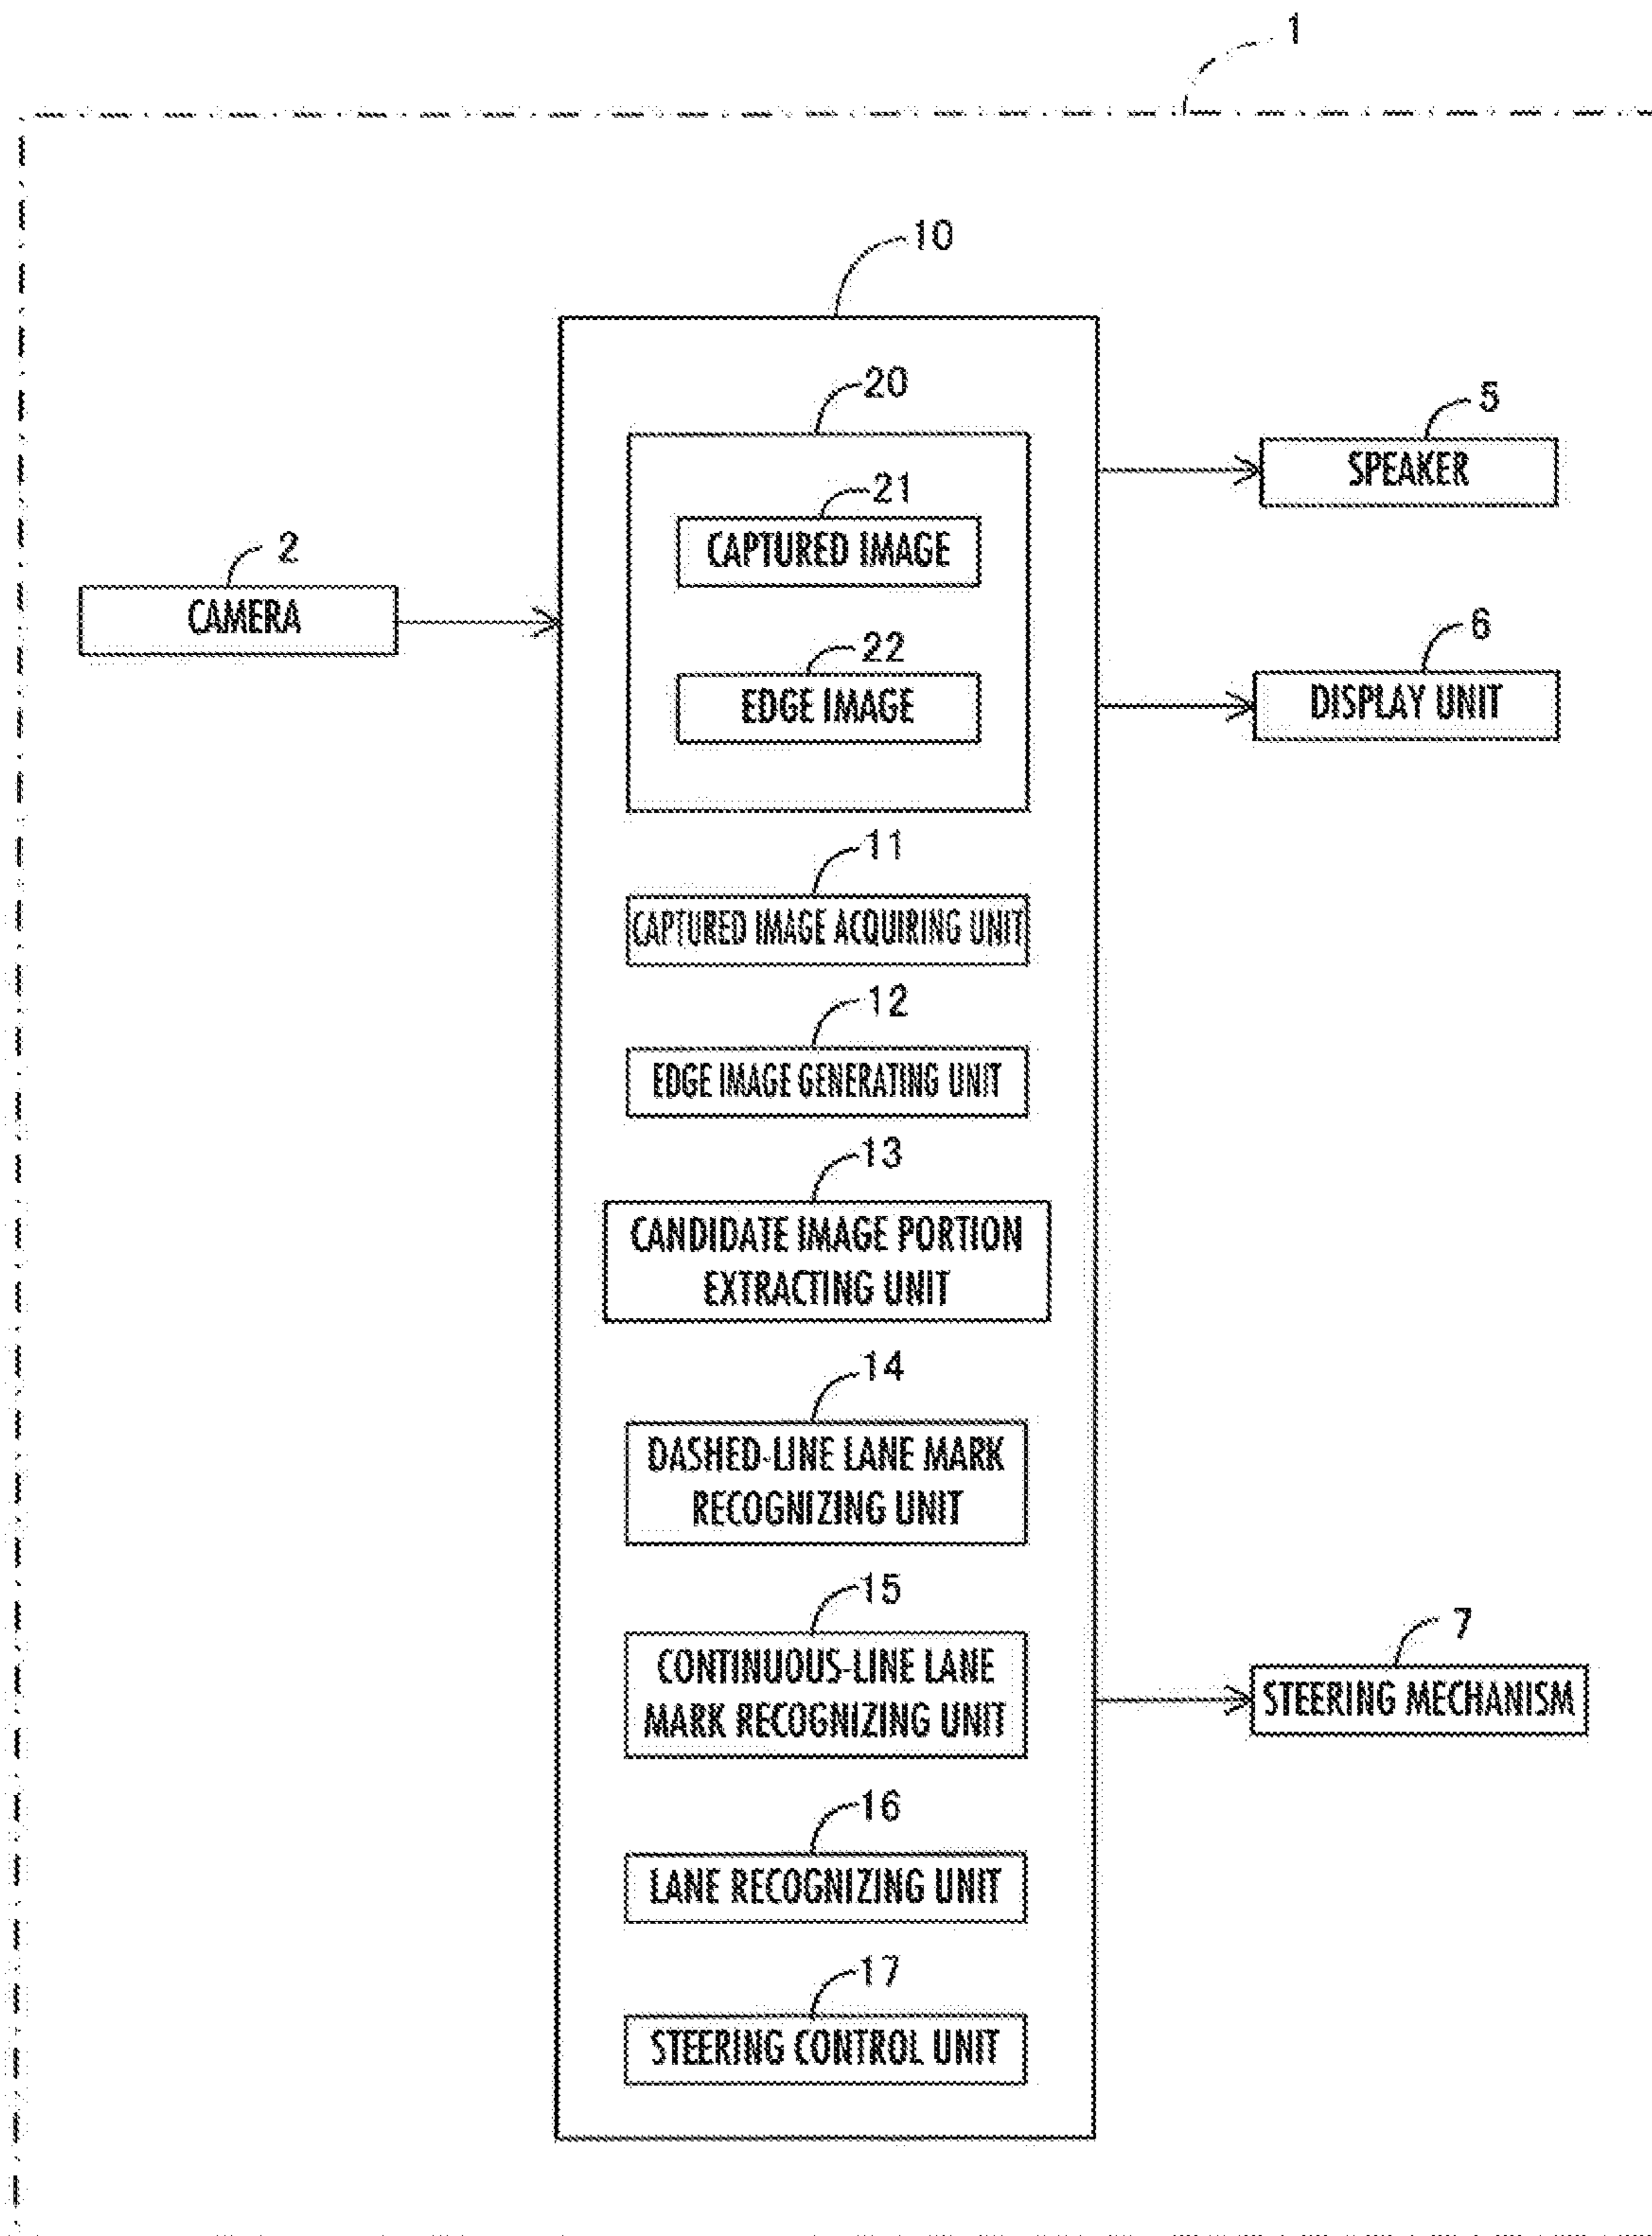 1
10
20
21
CAPTURED IMAGE
22
EDGE IMAGE
2
CAMERA
5
SPEAKER
6
DISPLAY UNIT
11
CAPTURED IMAGE ACQUIRING UNIT
12
EDGE IMAGE GENERATING UNIT
13
CANDIDATE IMAGE PORTION
EXTRACTING UNIT
14
DASHED-LINE LANE MARK
RECOGNIZING UNIT
15
CONTINUOUS-LINE LANE
MARK RECOGNIZING UNIT
7
STEERING MECHANISM
16
LANE RECOGNIZING UNIT
17
STEERING CONTROL UNIT